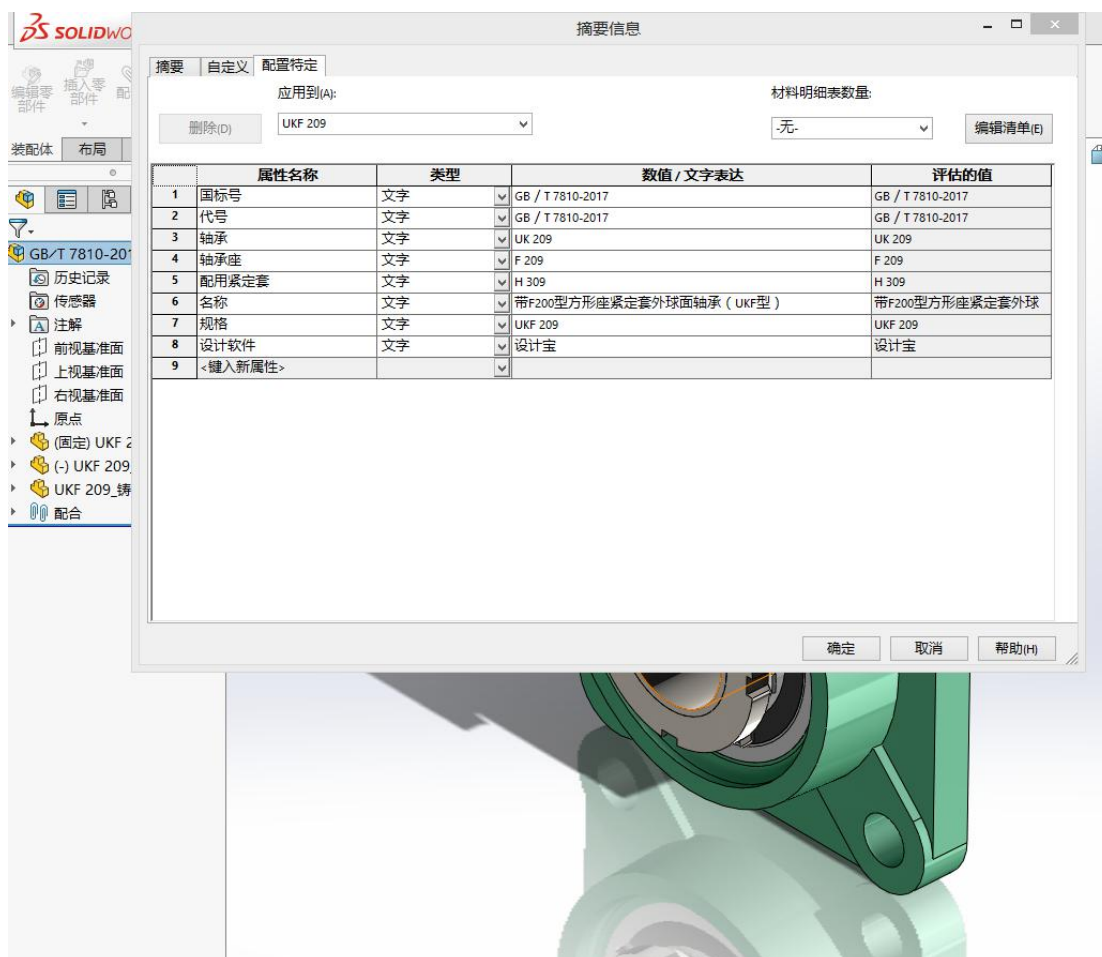 SOLIDWO
摘要信息
编辑零部件
插入零部件
配
装配体 布局
摘要 自定义 配置特定
应用到(A):
材料明细表数量:
删除(D)
UKF 209
-无-
编辑清单(E)
属性名称 类型 数值 / 文字表达 评估的值
1 国标号 文字 GB / T 7810-2017 GB / T 7810-2017
2 代号 文字 GB / T 7810-2017 GB / T 7810-2017
3 轴承 文字 UK 209 UK 209
4 轴承座 文字 F 209 F 209
5 配用紧定套 文字 H 309 H 309
6 名称 文字 带F200型方形座紧定套外球面轴承 ( UKF型 ) 带F200型方形座紧定套外球
7 规格 文字 UKF 209 UKF 209
8 设计软件 文字 设计宝 设计宝
9 <键入新属性>
GB/T 7810-201
历史记录
传感器
注解
前视基准面
上视基准面
右视基准面
原点
(固定) UKF 2
(-) UKF 209_
UKF 209_铸
配合
确定 取消 帮助(H)